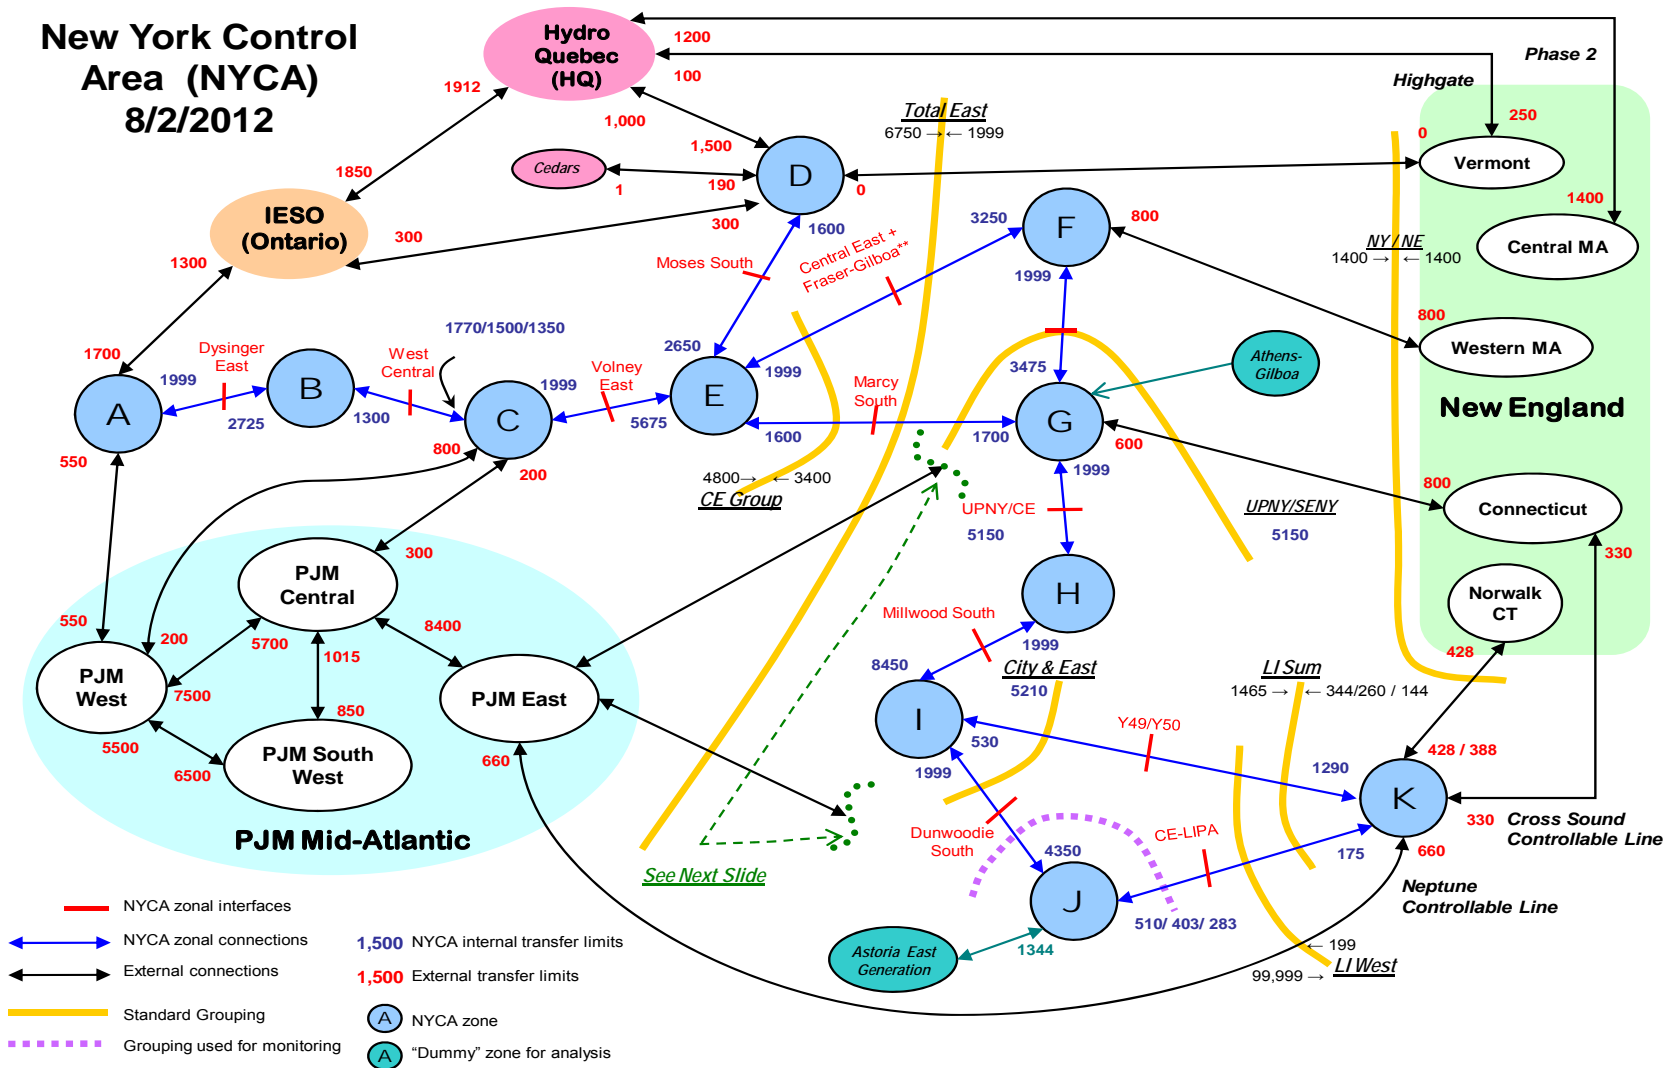 New York Control
Area (NYCA)
8/2/2012
Hydro
Quebec
(HQ)
1200
100
Phase 2
Highgate
1912
1,000
Total East
6750 →← 1999
250
0
Vermont
1,500
Cedars
1
190
D
0
1850
IESO
(Ontario)
300
300
1600
1300
3250
F
800
1999
1400
Central MA
NY / NE
1400 → ← 1400
Moses South
Central East +
Fraser-Gilboa**
1770/1500/1350
1700
Dysinger
East
West
Central
Volney
East
2650
1999
800
Western MA
Athens-
Gilboa
A
1999
B
2725
1300
C
1999
5675
E
1600
Marcy
South
3475
G
1700
600
1999
New England
550
800
200
4800→ ← 3400
CE Group
UPNY/CE
5150
UPNY/SENY
5150
800
Connecticut
330
PJM
Central
300
H
Norwalk
CT
428
550
200
5700
1015
8400
Millwood South
1999
8450
City & East
5210
LI Sum
1465 → ← 344/260 / 144
PJM
West
7500
PJM East
I
530
Y49/Y50
5500
850
PJM South
West
6500
660
1999
1290
428 / 388
K
330
Cross Sound
Controllable Line
PJM Mid-Atlantic
Dunwoodie
South
4350
CE-LIPA
175
660
See Next Slide
J
510/ 403/ 283
Neptune
Controllable Line
Astoria East
Generation
1344
← 199
99,999 →
LI West
NYCA zonal interfaces
NYCA zonal connections
1,500 NYCA internal transfer limits
External connections
1,500 External transfer limits
Standard Grouping
A NYCA zone
Grouping used for monitoring
A "Dummy" zone for analysis